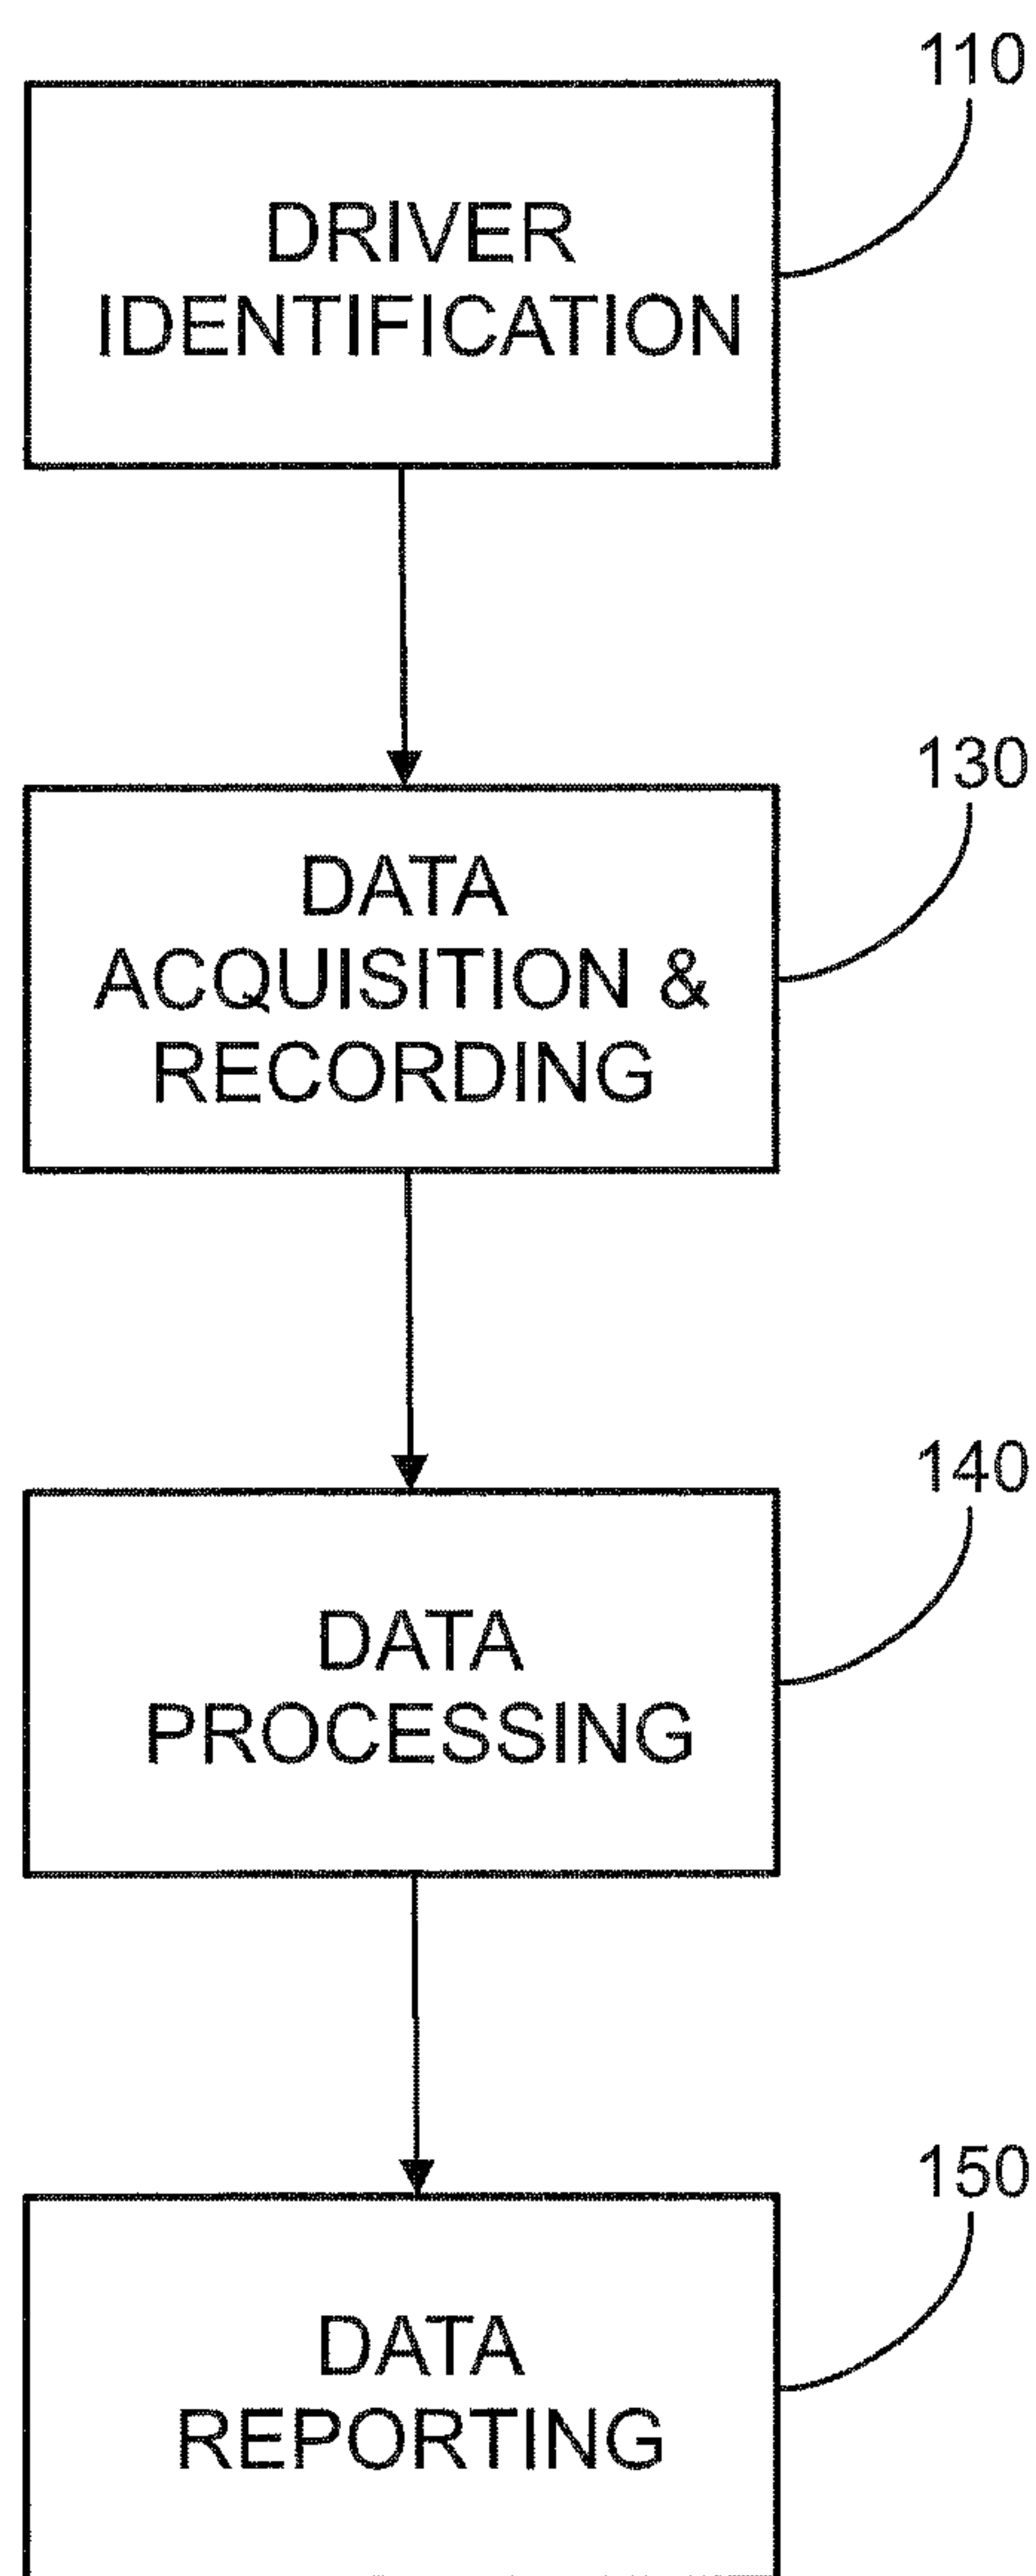 110
DRIVER
IDENTIFICATION
130
DATA
ACQUISITION &
RECORDING
140
DATA
PROCESSING
150
DATA
REPORTING